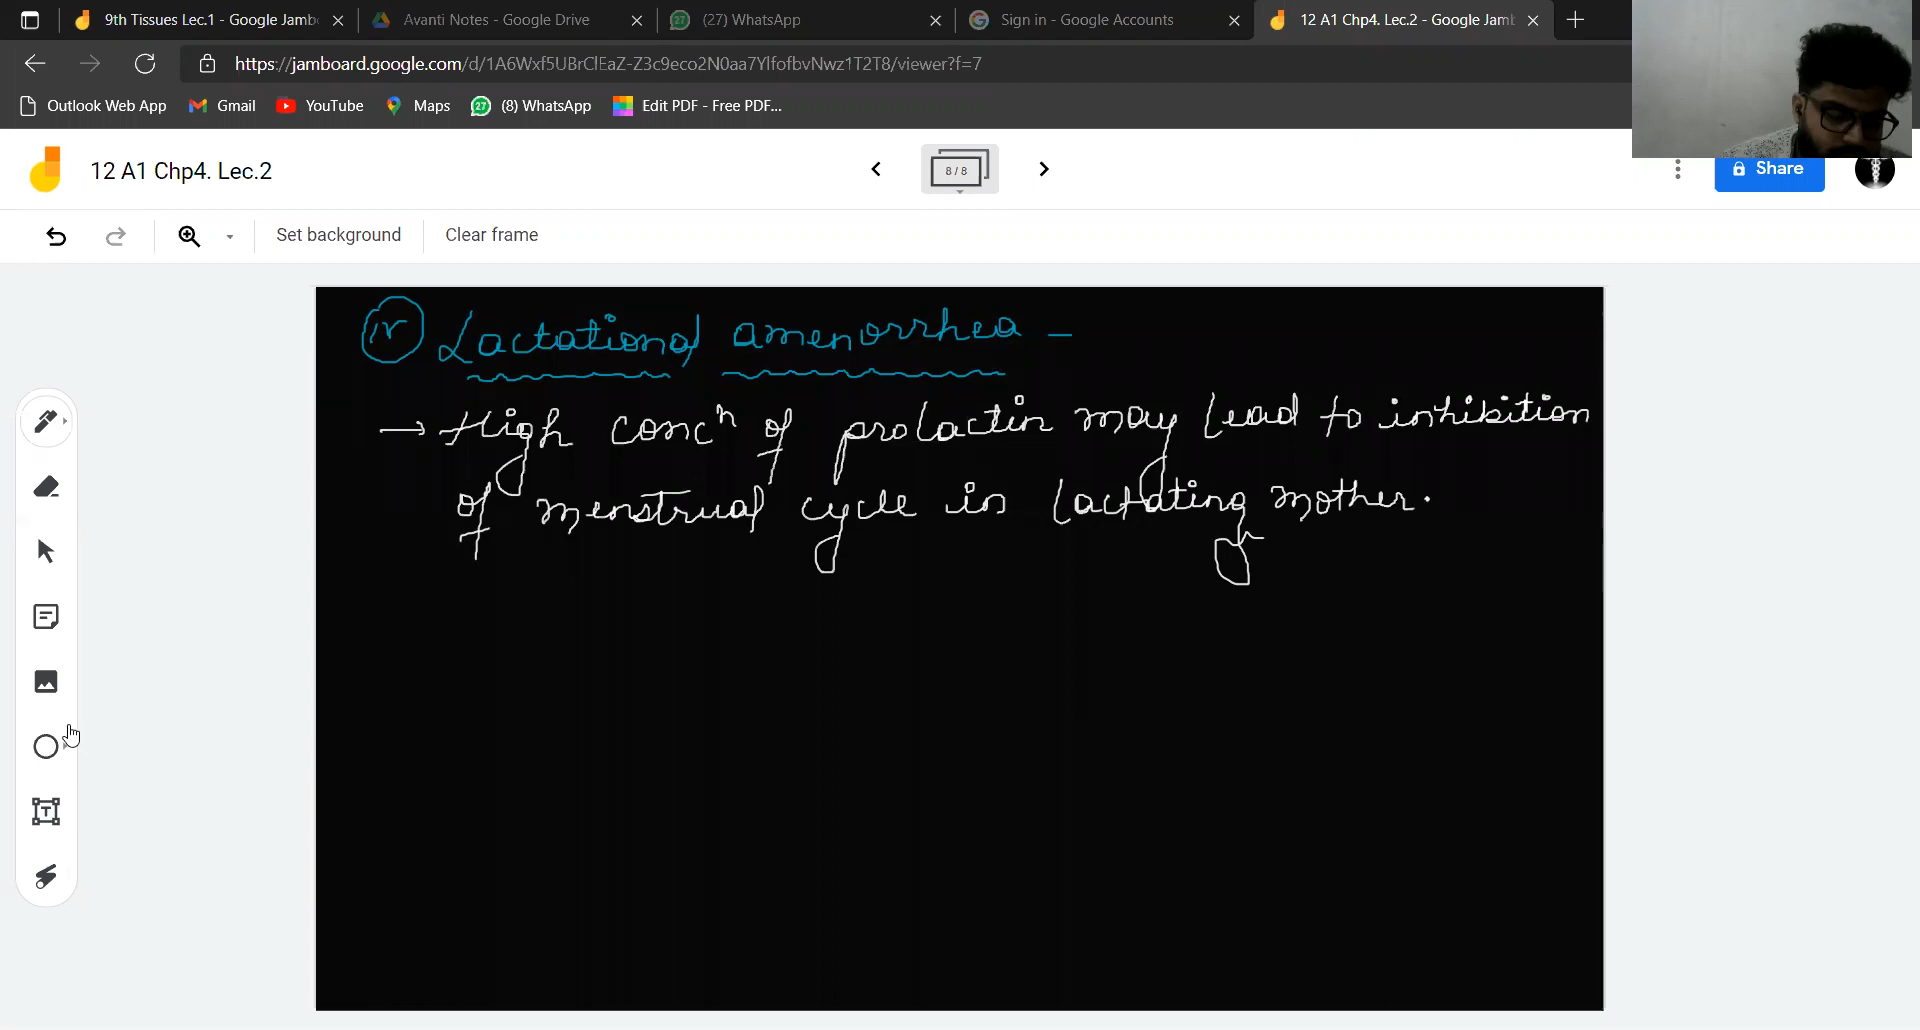 9th Tissues Lec.1 - Google Jamb
Avanti Notes - Google Drive
(27) WhatsApp
Sign in - Google Accounts
12 A1 Chp4. Lec.2 - Google Jamb
https://jamboard.google.com/d/1A6Wxf5UBrClEaZ-Z3c9eco2N0aa7YlfofbvNwz1T2T8/viewer?f=7
Outlook Web App
Gmail
YouTube
Maps
27 (8) WhatsApp
Edit PDF - Free PDF...
12 A1 Chp4. Lec.2
8 / 8
Share
Set background
Clear frame
(iv) Lactational amenorrhea -
→ High concⁿ of prolactin may lead to inhibition
of menstrual cycle in lactating mother.